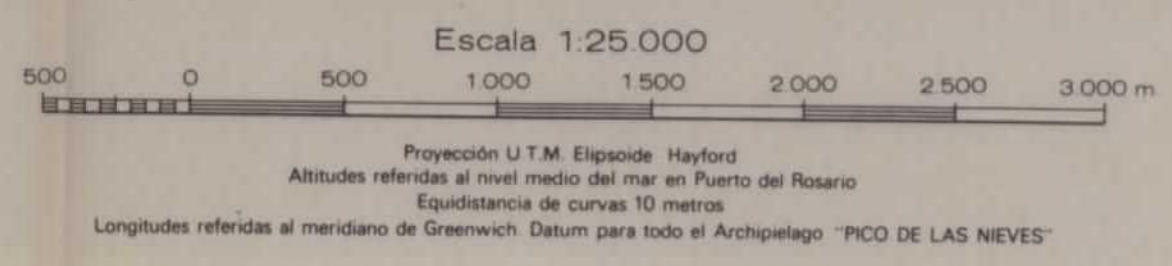 Escala 1:25.000
500 0 500 1.000 1.500 2.000 2.500 3.000 m
Proyección U.T.M. Elipsoide Hayford
Altitudes referidas al nivel medio del mar en Puerto del Rosario
Equidistancia de curvas 10 metros
Longitudes referidas al meridiano de Greenwich. Datum para todo el Archipielago "PICO DE LAS NIEVES"